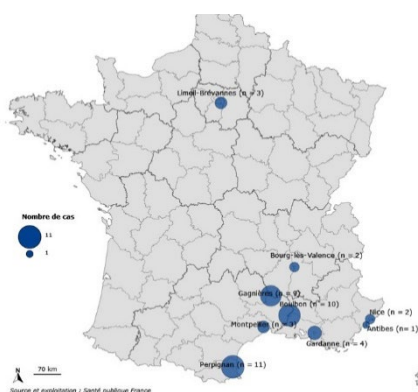 Limeil-Brévannes (n = 3)
Nombre de cas
11
1
Bourg-lès-Valence (n = 2)
Gagnières (n = 9)
Boulbon (n = 10)
Nice (n = 2)
Montpellier (n = 3)
Antibes (n = 1)
Gardanne (n = 4)
Perpignan (n = 11)
N
70 km
Source et exploitation : Santé publique France